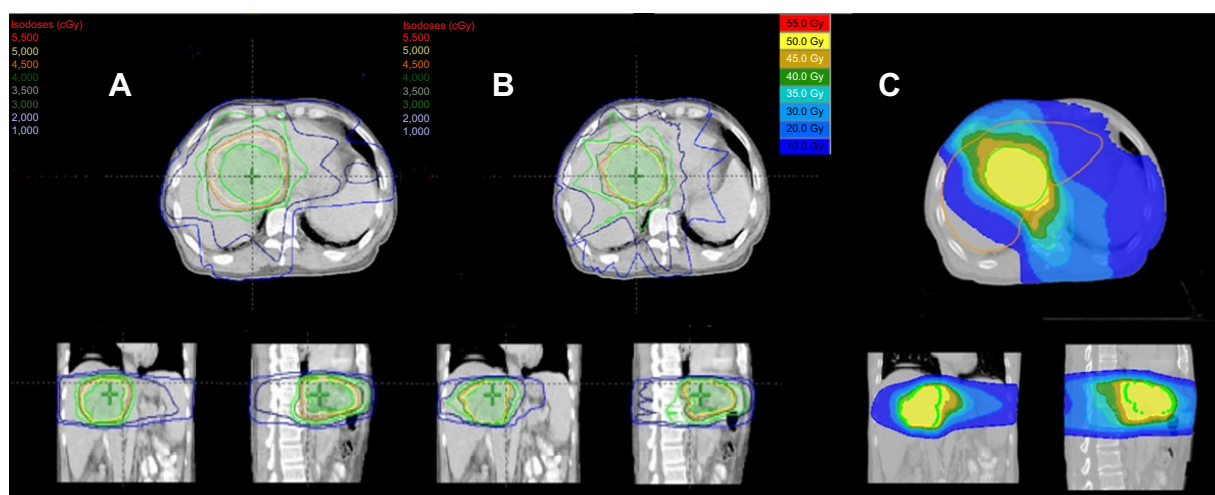 Isodoses (cGy)
5,500
5,000
4,500
4,000
3,500
3,000
2,000
1,000
A
Isodoses (cGy)
5,500
5,000
4,500
4,000
3,500
3,000
2,000
1,000
B
55.0 Gy
50.0 Gy
45.0 Gy
40.0 Gy
35.0 Gy
30.0 Gy
20.0 Gy
10.0 Gy
C